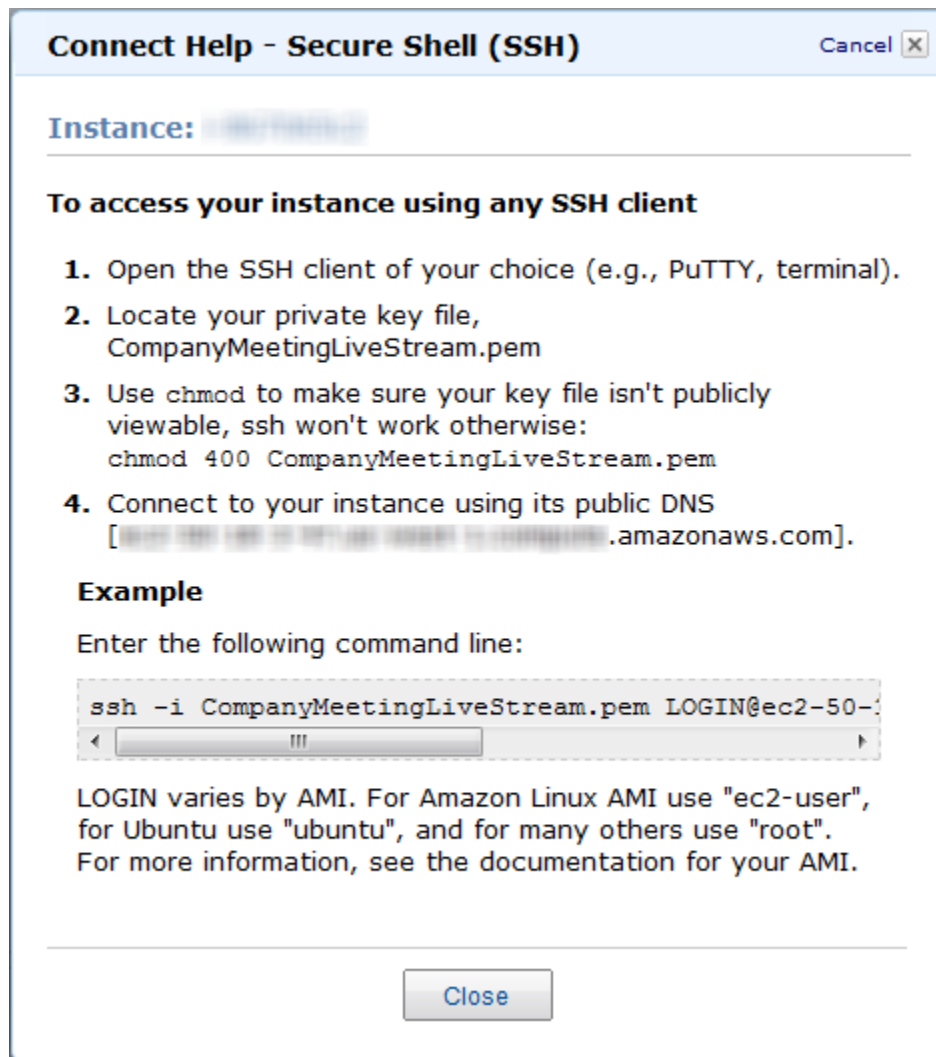 Connect Help - Secure Shell (SSH)
Cancel
Instance:
To access your instance using any SSH client
1. Open the SSH client of your choice (e.g., PuTTY, terminal).
2. Locate your private key file,
CompanyMeetingLiveStream.pem
3. Use chmod to make sure your key file isn't publicly
viewable, ssh won't work otherwise:
chmod 400 CompanyMeetingLiveStream.pem
4. Connect to your instance using its public DNS
[ .amazonaws.com].
Example
Enter the following command line:
ssh -i CompanyMeetingLiveStream.pem LOGIN@ec2-50-
LOGIN varies by AMI. For Amazon Linux AMI use "ec2-user",
for Ubuntu use "ubuntu", and for many others use "root".
For more information, see the documentation for your AMI.
Close